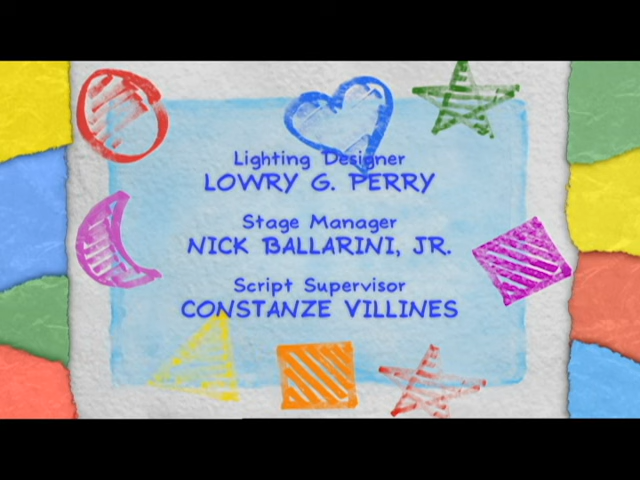 Lighting Designer
LOWRY G. PERRY
Stage Manager
NICK BALLARINI, JR.
Script Supervisor
CONSTANZE VILLINES